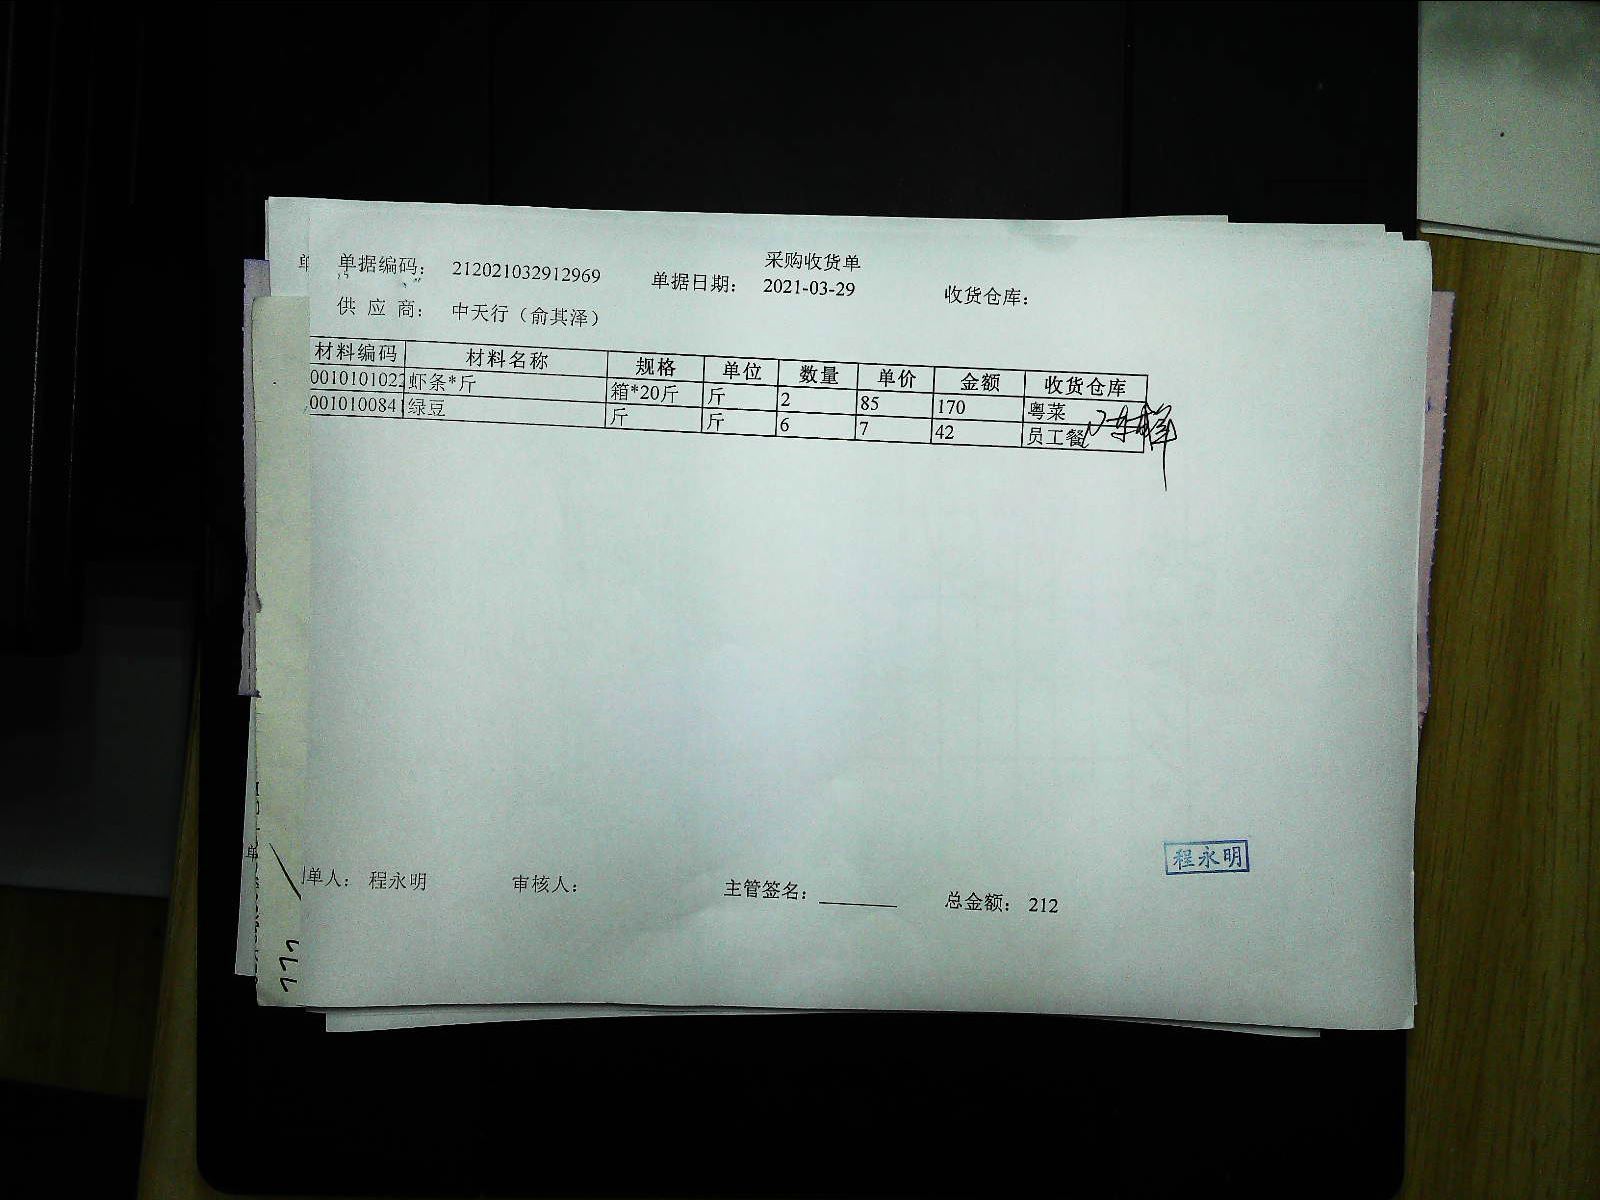 采购收货单
单据编码： 212021032912969 单据日期： 2021-03-29 收货仓库：
供 应 商： 中天行（俞其泽）
材料编码 材料名称 规格 单位 数量 单价 金额 收货仓库
0010101022 虾条*斤 箱*20斤 斤 2 85 170 粤菜
001010084 绿豆 斤 斤 6 7 42 员工餐
程永明
单人： 程永明 审核人： 主管签名： 总金额： 212